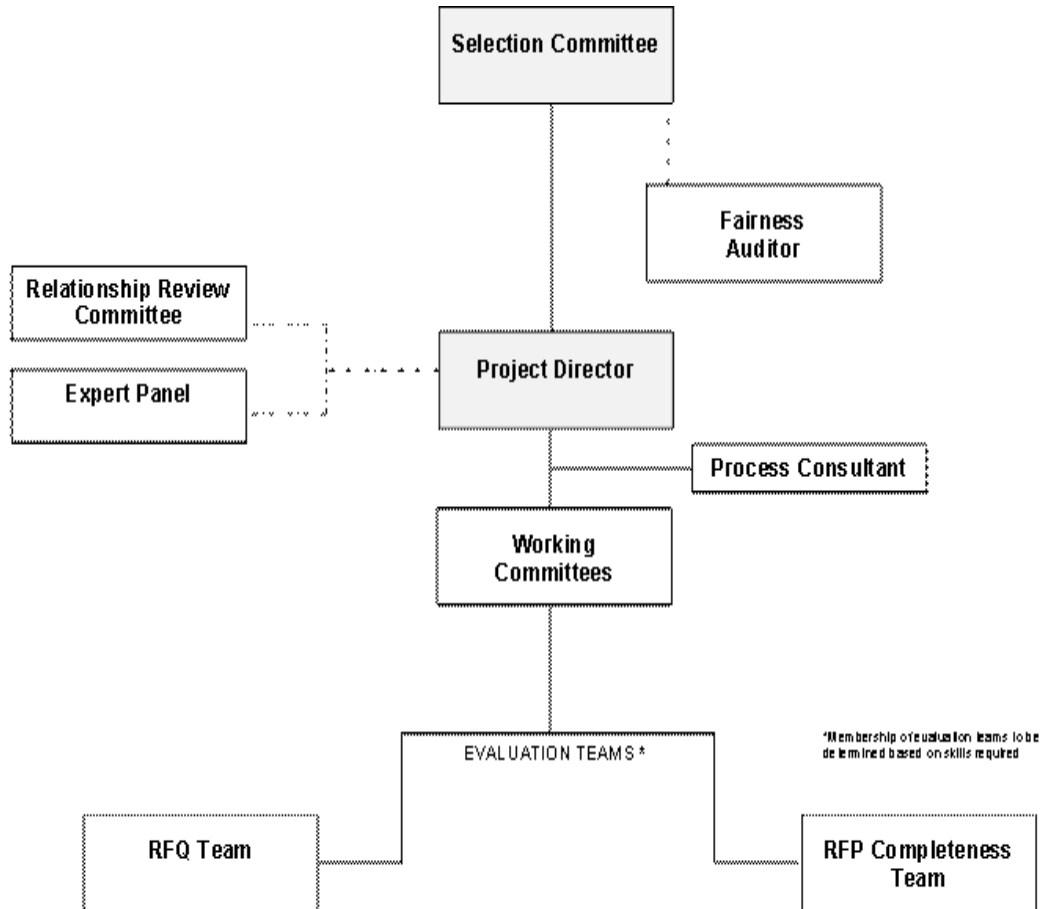 Selection Committee
Fairness
Auditor
Relationship Review
Committee
Expert Panel
Project Director
Process Consultant
Working
Committees
EVALUATION TEAMS *
*Membership of evaluation teams to be
determined based on skills required
RFQ Team
RFP Completeness
Team